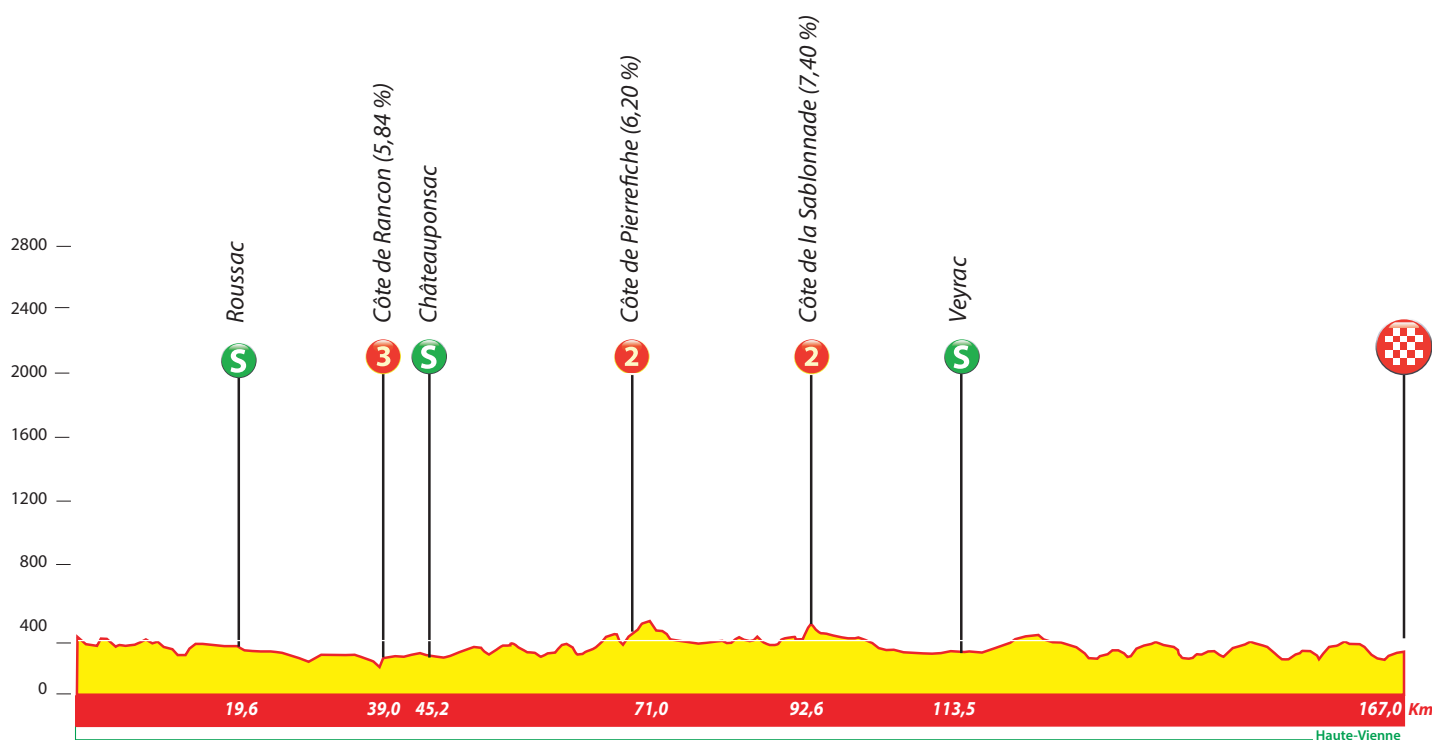 Roussac
Côte de Rancon (5,84 %)
Châteauponsac
Côte de Pierrefiche (6,20 %)
Côte de la Sablonnade (7,40 %)
Veyrac
S
3
S
2
2
S
2800
2400
2000
1600
1200
800
400
0
19,6 39,0 45,2 71,0 92,6 113,5 167,0 Km
Haute-Vienne